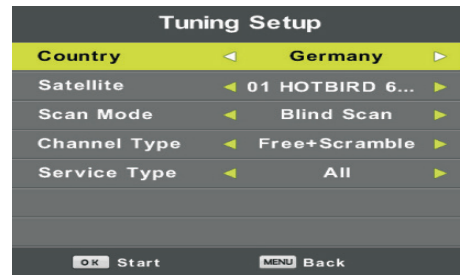 Tuning Setup
Country ◁ Germany ▷
Satellite ◀ 01 HOTBIRD 6... ▶
Scan Mode ◀ Blind Scan ▶
Channel Type ◀ Free+Scramble ▶
Service Type ◀ All ▶
OK Start MENU Back